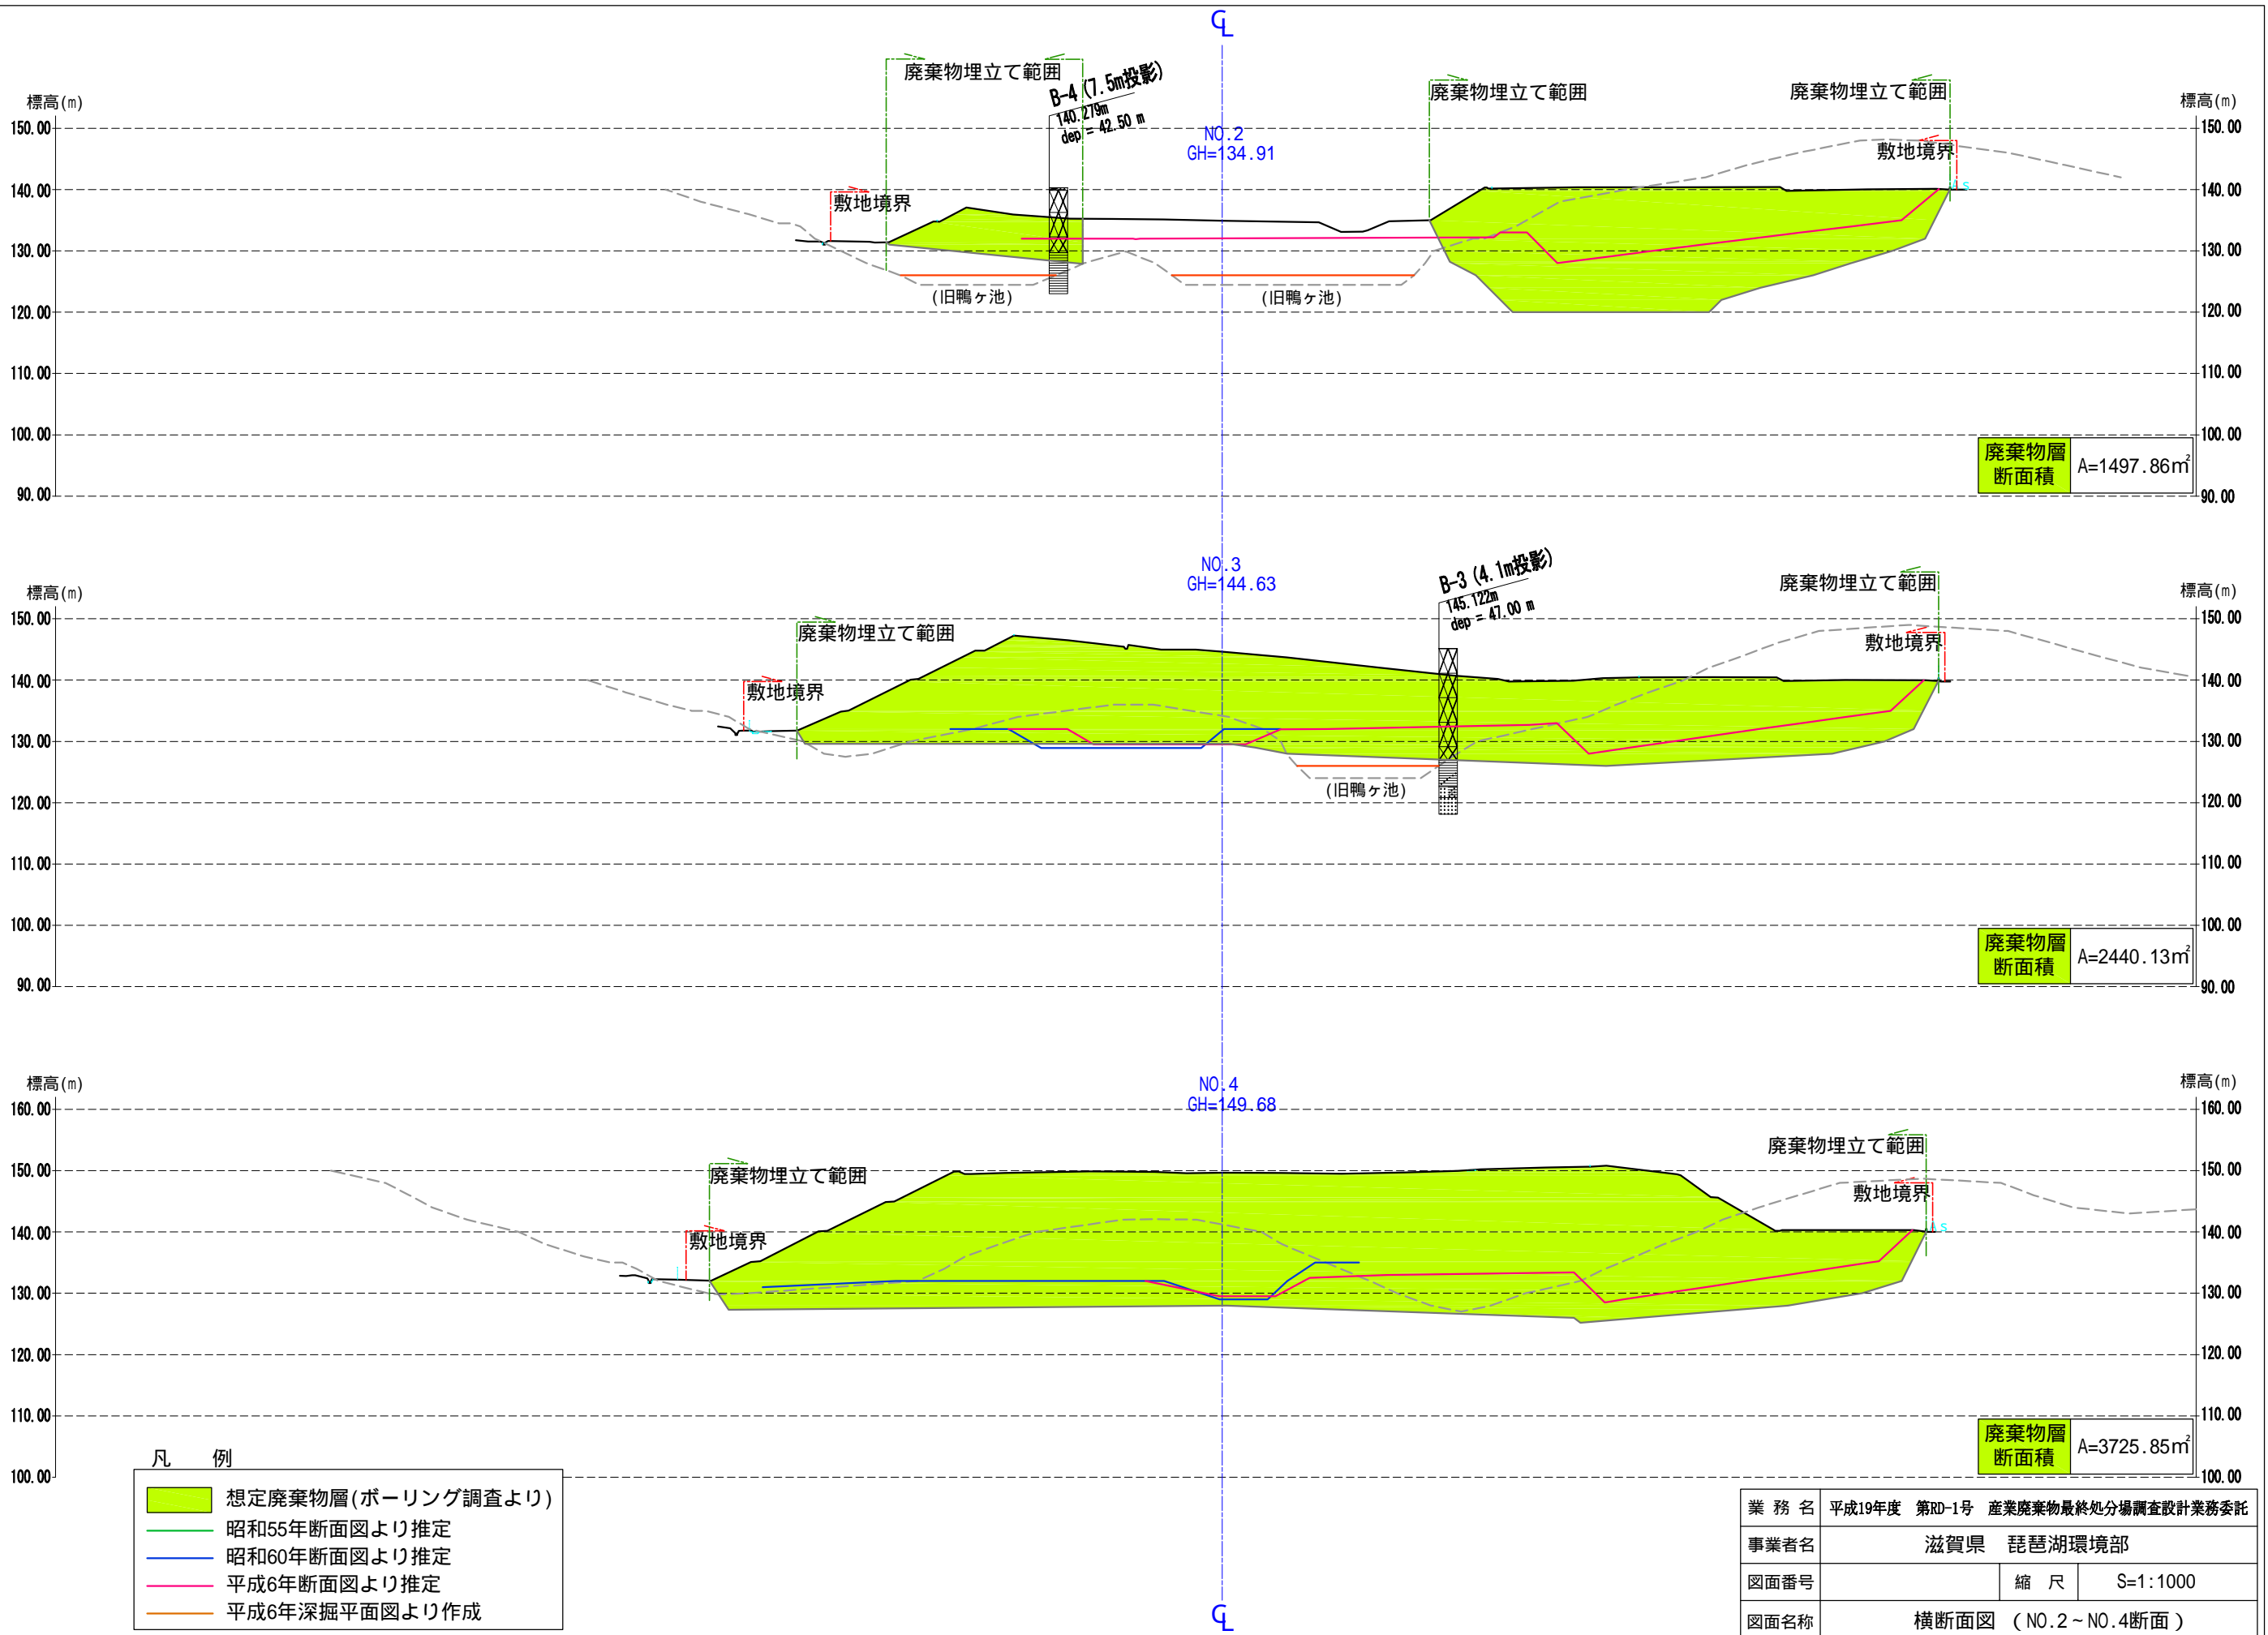 ℄
廃棄物埋立て範囲
B-4 (7.5m投影)
140.279m
dep = 42.50 m
廃棄物埋立て範囲
廃棄物埋立て範囲
標高(m)
標高(m)
150.00
150.00
NO.2
GH=134.91
敷地境界
敷地境界
140.00
140.00
130.00
130.00
(旧鴨ヶ池)
(旧鴨ヶ池)
120.00
120.00
110.00
110.00
100.00
100.00
廃棄物層
断面積
A=1497.86㎡
90.00
90.00
NO.3
GH=144.63
B-3 (4.1m投影)
145.122m
dep = 47.00 m
廃棄物埋立て範囲
標高(m)
標高(m)
150.00
150.00
廃棄物埋立て範囲
敷地境界
敷地境界
140.00
140.00
130.00
130.00
(旧鴨ヶ池)
120.00
120.00
110.00
110.00
100.00
100.00
廃棄物層
断面積
A=2440.13㎡
90.00
90.00
標高(m)
標高(m)
NO.4
GH=149.68
160.00
160.00
廃棄物埋立て範囲
150.00
150.00
廃棄物埋立て範囲
敷地境界
敷地境界
140.00
140.00
130.00
130.00
120.00
120.00
110.00
110.00
廃棄物層
断面積
A=3725.85㎡
100.00
100.00
凡　例
想定廃棄物層(ボーリング調査より)
昭和55年断面図より推定
昭和60年断面図より推定
平成6年断面図より推定
平成6年深掘平面図より作成
業 務 名 平成19年度　第RD-1号　産業廃棄物最終処分場調査設計業務委託
事業者名 滋賀県　琵琶湖環境部
図面番号 縮 尺 S=1:1000
図面名称 横断面図 （NO.2～NO.4断面）
℄